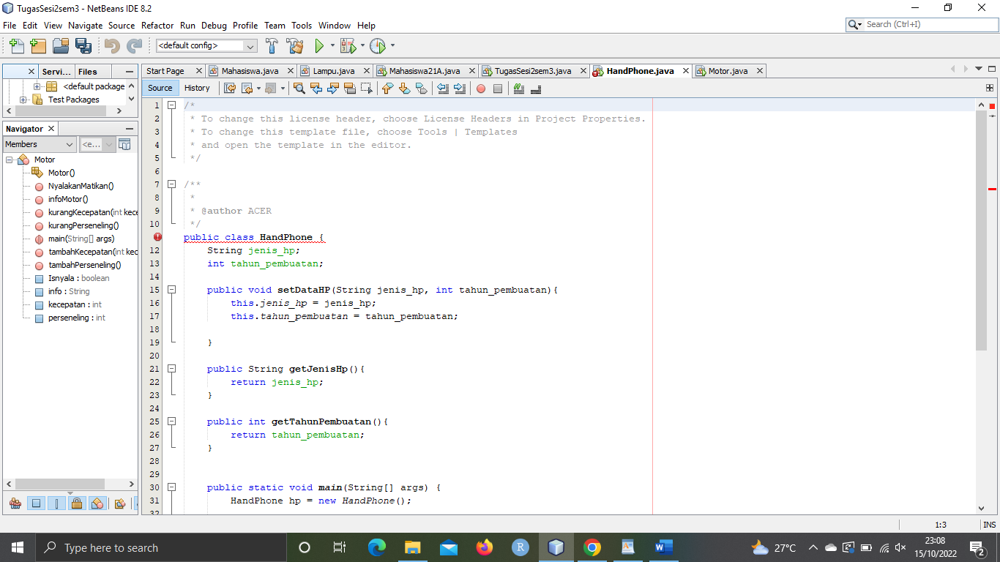 TugasSesi2sem3 - NetBeans IDE 8.2
File Edit View Navigate Source Refactor Run Debug Profile Team Tools Window Help
Search (Ctrl+I)
<default config>
Servi... Files
<default package
Test Packages
Start Page Mahasiswa.java Lampu.java Mahasiswa21A.java TugasSesi2sem3.java HandPhone.java Motor.java
Source History
Navigator
Members <e...
Motor
Motor()
NyalakanMatikan()
infoMotor()
kurangKecepatan(int kece
kurangPerseneling()
main(String[] args)
tambahKecepatan(int kec
tambahPerseneling()
Isnyala : boolean
info : String
kecepatan : int
perseneling : int
1 /*
2 * To change this license header, choose License Headers in Project Properties.
3 * To change this template file, choose Tools | Templates
4 * and open the template in the editor.
5 */
6
7 /**
8 *
9 * @author ACER
10 */
public class HandPhone {
12 String jenis_hp;
13 int tahun_pembuatan;
14
15 public void setDataHP(String jenis_hp, int tahun_pembuatan){
16 this.jenis_hp = jenis_hp;
17 this.tahun_pembuatan = tahun_pembuatan;
18
19 }
20
21 public String getJenisHp(){
22 return jenis_hp;
23 }
24
25 public int getTahunPembuatan(){
26 return tahun_pembuatan;
27 }
28
29
30 public static void main(String[] args) {
31 HandPhone hp = new HandPhone();
32
1:3 INS
Type here to search
27°C
23:08
15/10/2022
2